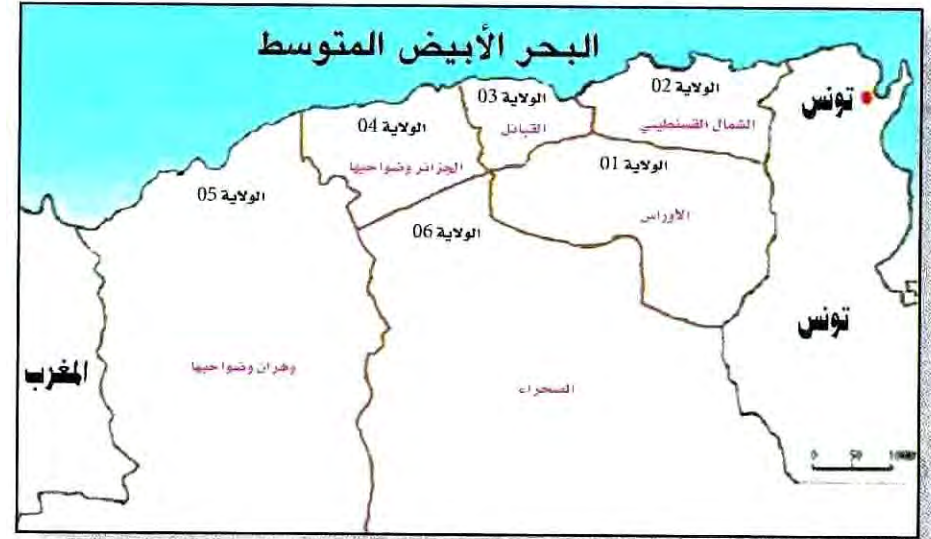 البحر الأبيض المتوسط
الولاية 02
الشمال القسنطيني
تونس
الولاية 03
القبائل
الولاية 04
الجزائر وضواحيها
الولاية 01
الأوراس
الولاية 05
وهران وضواحيها
الولاية 06
الصحراء
تونس
المغرب
0 50